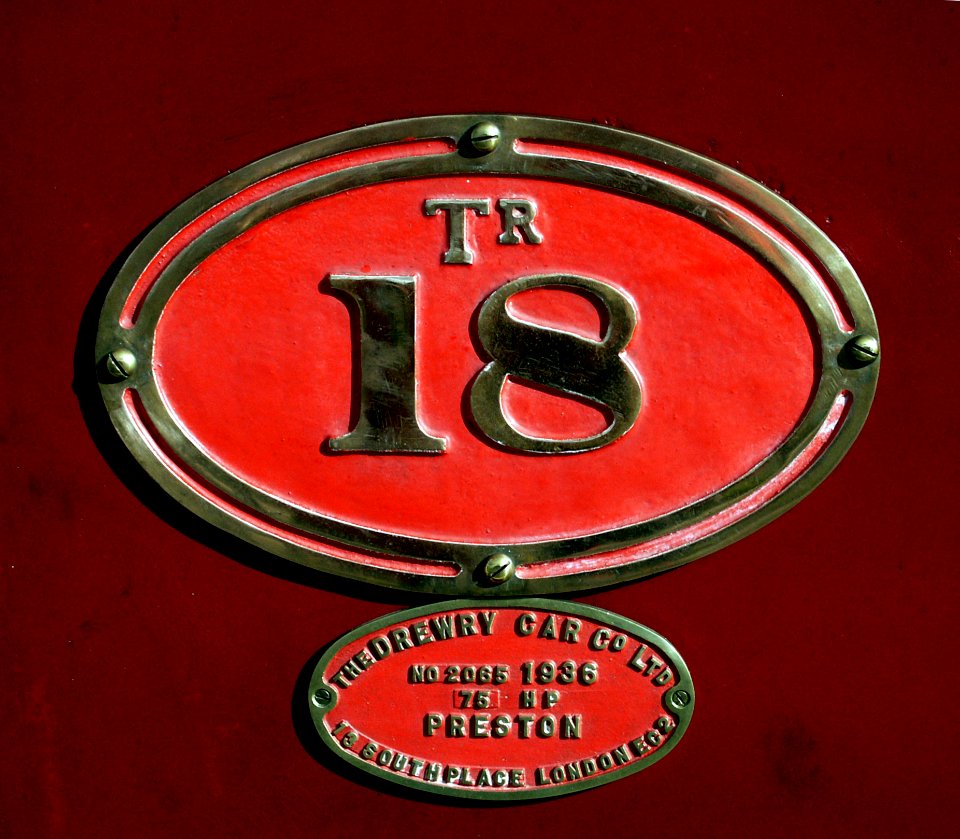 TR
18
THE DREWRY CAR CO LTD
NO 2065 1936
75 HP
PRESTON
13 SOUTH PLACE LONDON EC2